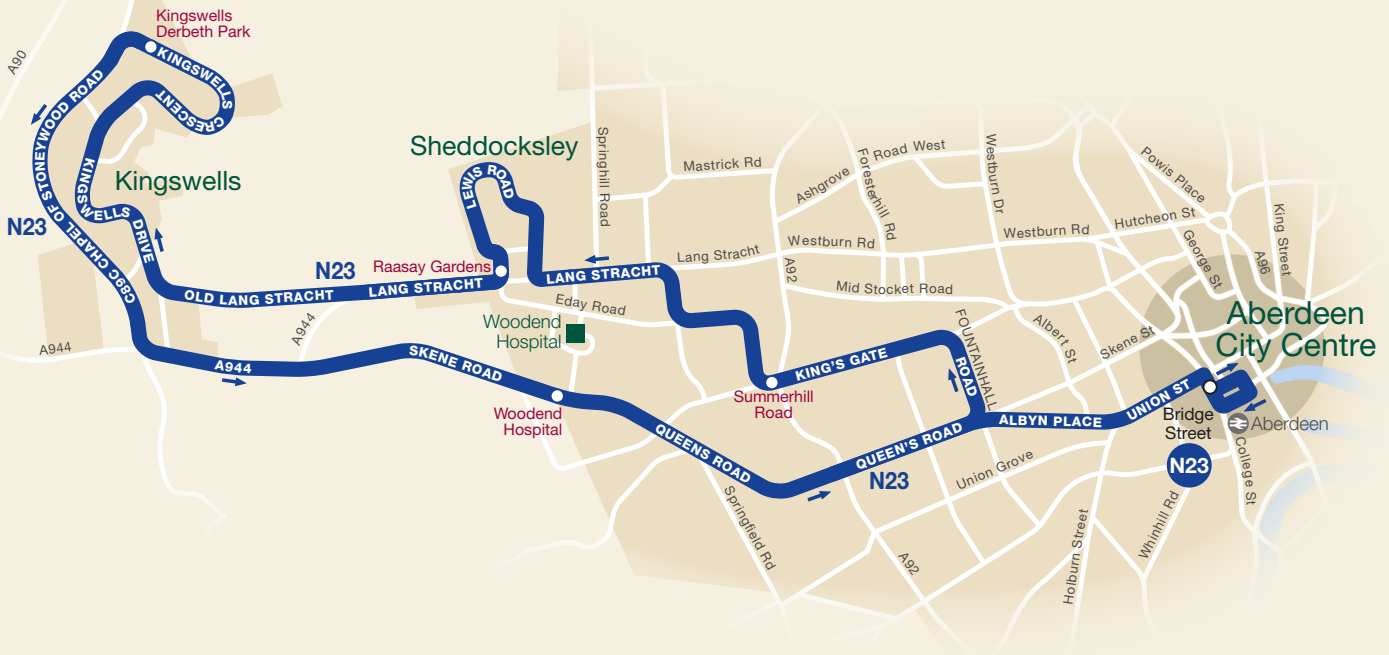 Kingswells
Derbeth Park
A90
KINGSWELLS
CRESCENT
C89C CHAPEL OF STONEYWOOD ROAD
KINGSWELLS DRIVE
Kingswells
N23
Sheddocksley
LEWIS ROAD
Springhill Road
Mastrick Rd
Ashgrove
Road West
Foresterhill Rd
Westburn Dr
Powis Place
Hutcheon St
King Street
George St
A96
Westburn Rd
Westburn Rd
Lang Stracht
A92
Mid Stocket Road
N23
Raasay Gardens
LANG STRACHT
OLD LANG STRACHT
LANG STRACHT
Eday Road
Woodend
Hospital
A944
A944
A944
SKENE ROAD
Woodend
Hospital
Summerhill
Road
KING'S GATE
FOUNTAINHALL
ROAD
Albert St
Skene St
Aberdeen
City Centre
UNION ST
ALBYN PLACE
Bridge
Street
Aberdeen
N23
College St
QUEENS ROAD
QUEEN'S ROAD
N23
Union Grove
Springfield Rd
A92
Holburn Street
Whinhill Rd